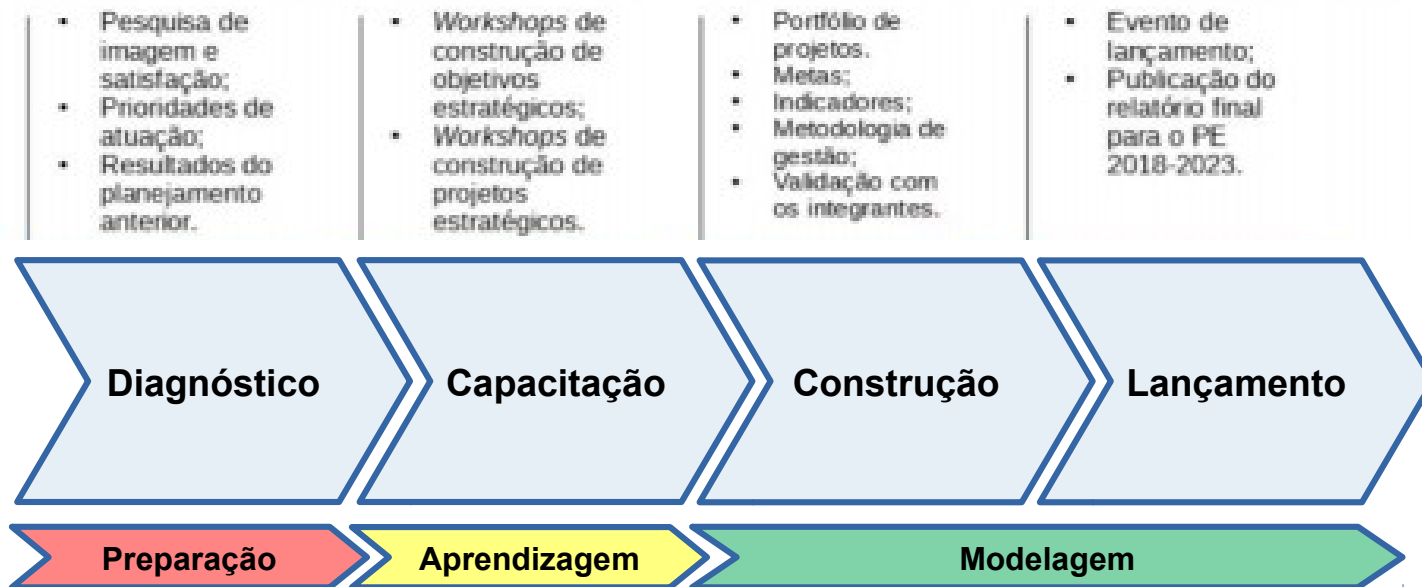 • Pesquisa de
imagem e
satisfação;
• Prioridades de
atuação;
• Resultados do
planejamento
anterior.
• Workshops de
construção de
objetivos
estratégicos;
• Workshops de
construção de
projetos
estratégicos.
• Portfólio de
projetos.
• Metas;
• Indicadores;
• Metodologia de
gestão;
• Validação com
os integrantes.
• Evento de
lançamento;
• Publicação do
relatório final
para o PE
2018-2023.
Diagnóstico
Capacitação
Construção
Lançamento
Preparação
Aprendizagem
Modelagem